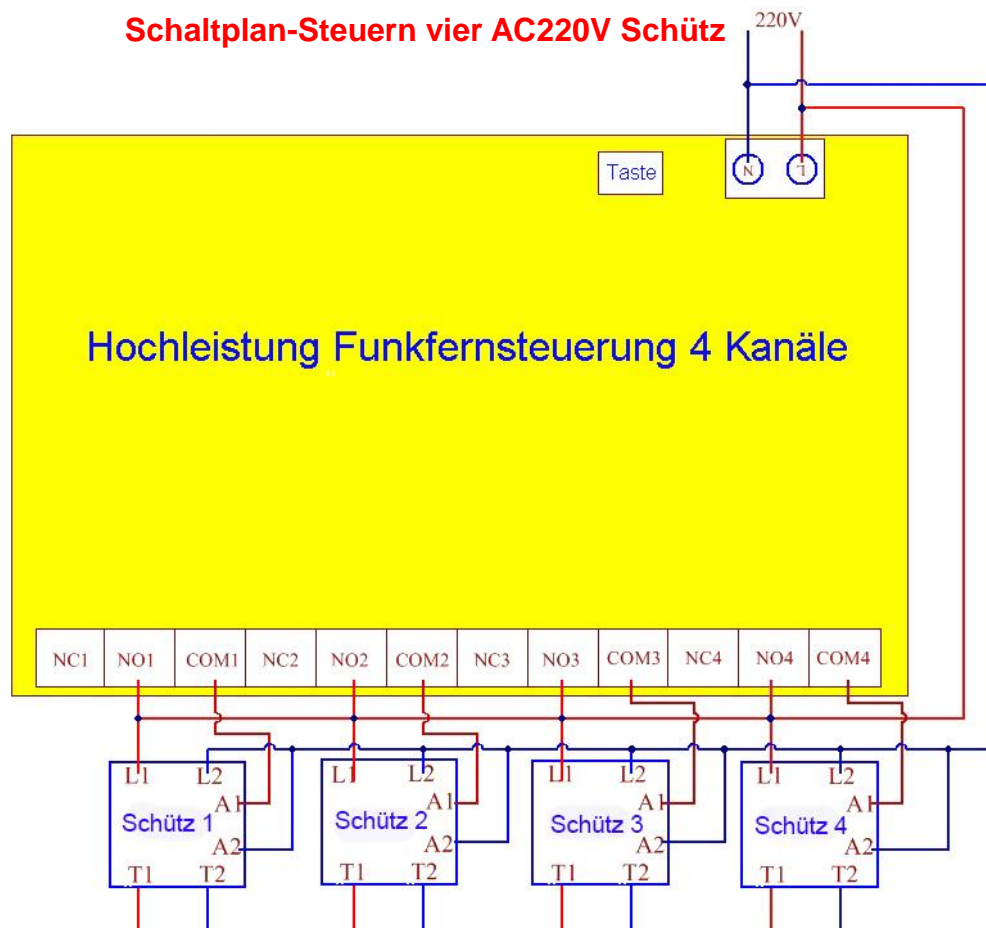 Schaltplan-Steuern vier AC220V Schütz
220V
Taste
N L
Hochleistung Funkfernsteuerung 4 Kanäle
NC1 NO1 COM1 NC2 NO2 COM2 NC3 NO3 COM3 NC4 NO4 COM4
L1 L2 L1 L2 L1 L2 L1 L2
A1 A1 A1 A1
Schütz 1 Schütz 2 Schütz 3 Schütz 4
A2 A2 A2 A2
T1 T2 T1 T2 T1 T2 T1 T2